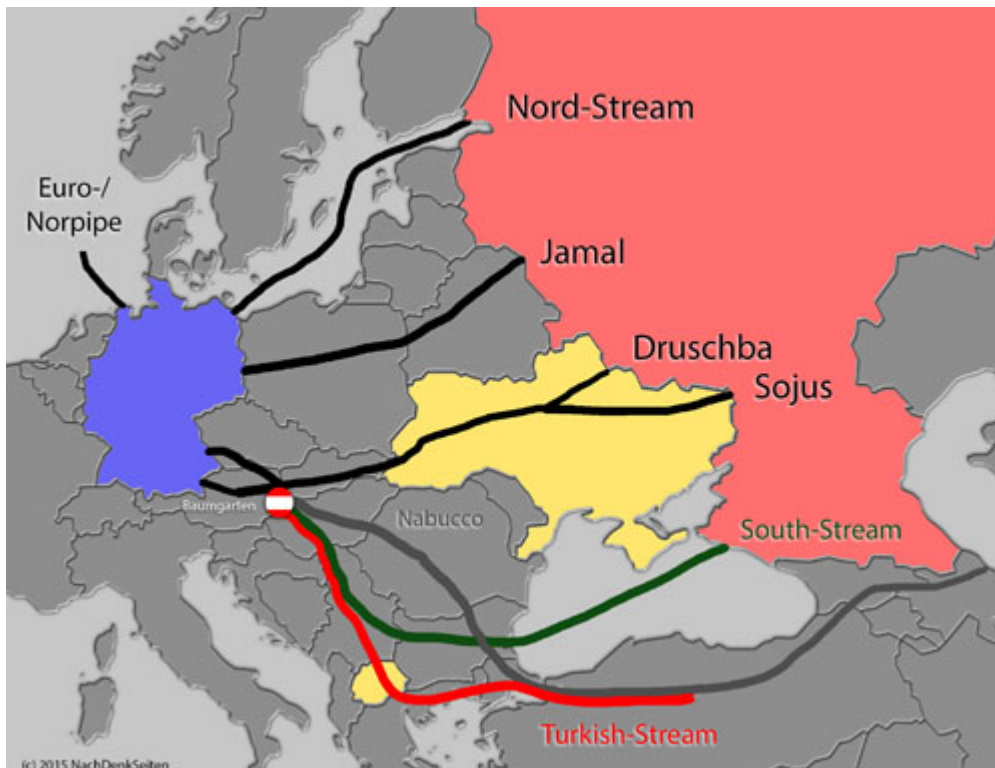 Nord-Stream
Euro-/
Norpipe
Jamal
Druschba
Sojus
Baumgarten
Nabucco
South-Stream
Turkish-Stream
(c) 2015 NachDenkSeiten